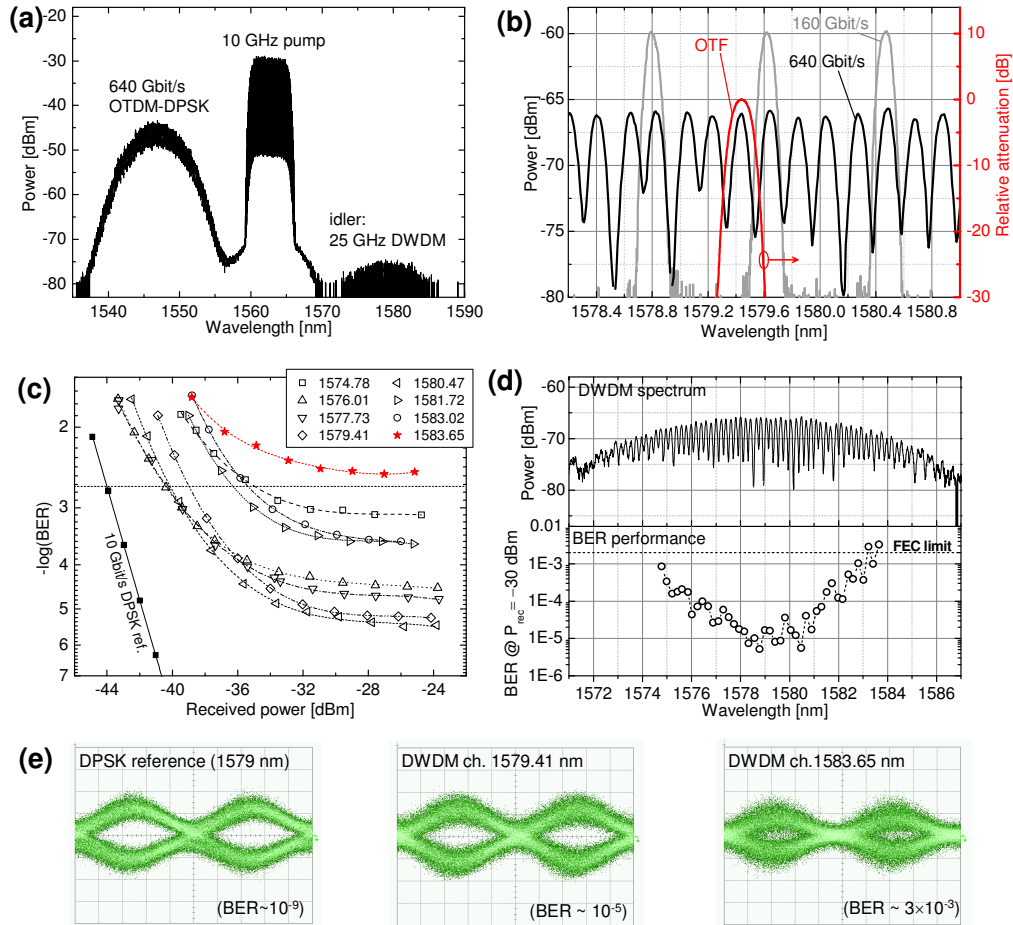 (a)
10 GHz pump
640 Gbit/s
OTDM-DPSK
idler:
25 GHz DWDM
Power [dBm]
-30
-40
-50
-60
-70
-80
1540 1550 1560 1570 1580 1590
Wavelength [nm]
(b)
160 Gbit/s
OTF
640 Gbit/s
Power [dBm]
-60
-65
-70
-75
-80
1578.4 1578.8 1579.2 1579.6 1580.0 1580.4 1580.8
Wavelength [nm]
10
0
-10
-20
-30
Relative attenuation [dB]
(c)
1574.78 1580.47
1576.01 1581.72
1577.73 1583.02
1579.41 1583.65
10 Gbit/s DPSK ref.
-log(BER)
2
3
4
5
6
7
-44 -40 -36 -32 -28 -24
Received power [dBm]
(d)
DWDM spectrum
Power [dBm]
-60
-70
-80
BER performance
FEC limit
BER @ Prec = −30 dBm
0.01
1E-3
1E-4
1E-5
1E-6
1572 1574 1576 1578 1580 1582 1584 1586
Wavelength [nm]
(e)
DPSK reference (1579 nm)
(BER~10⁻⁹)
DWDM ch. 1579.41 nm
(BER ~ 10⁻⁵)
DWDM ch.1583.65 nm
(BER ~ 3×10⁻³)